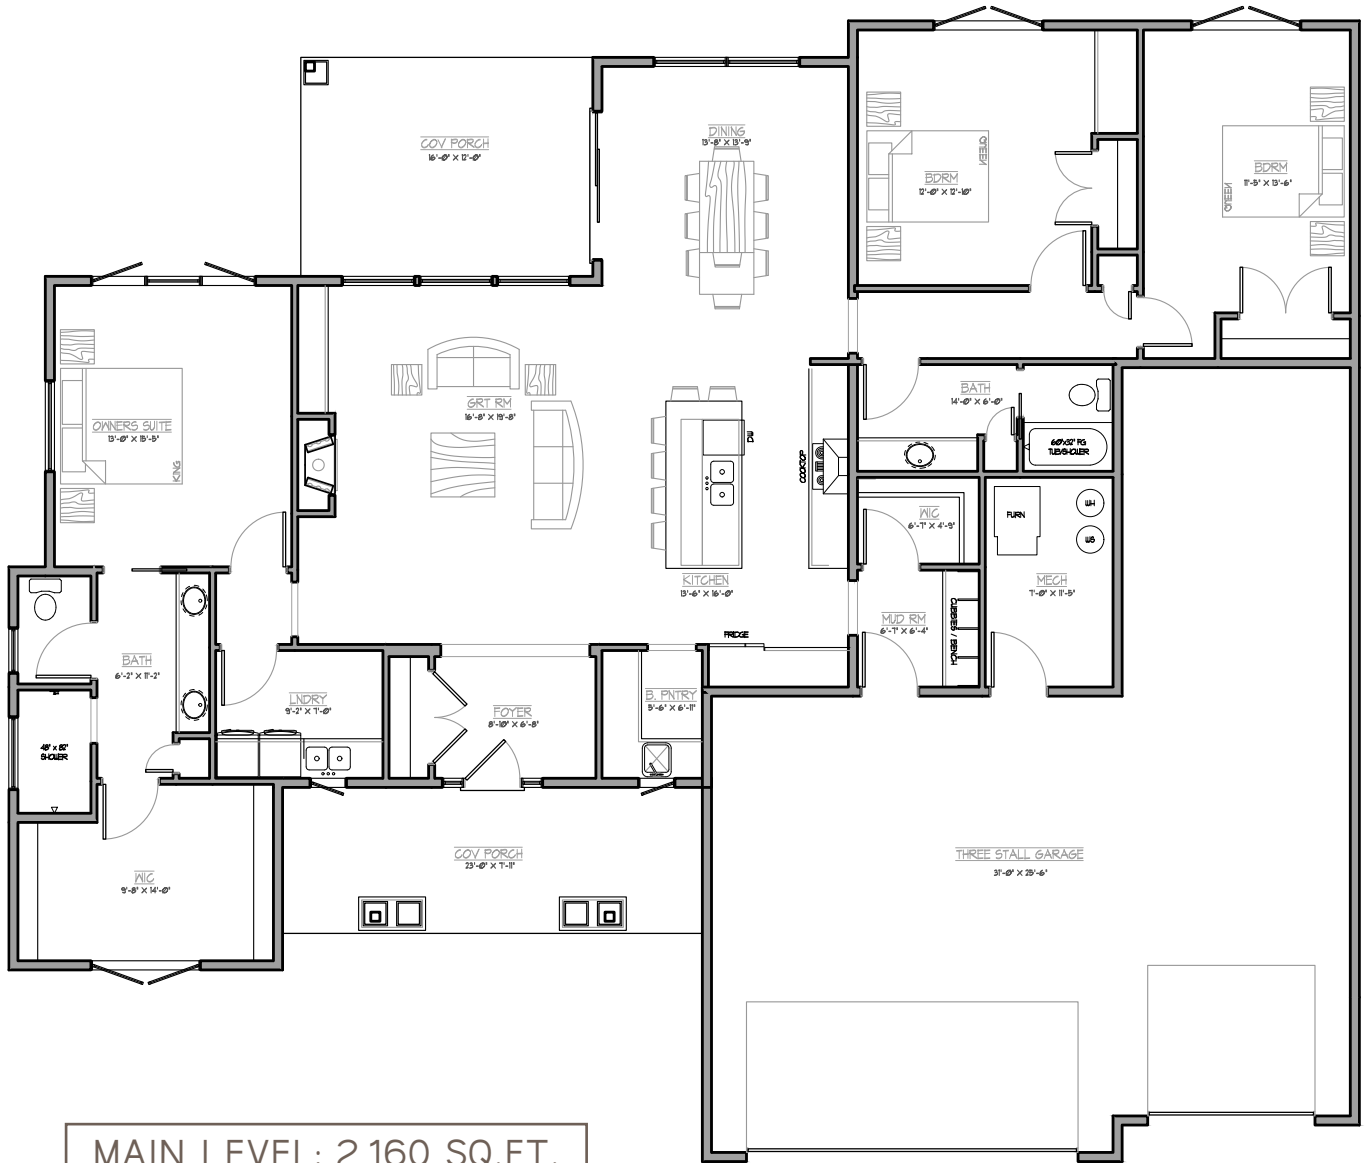 COV PORCH
16'-0" X 12'-0"
DINING
13'-8" X 13'-9"
BDRM
12'-0" X 12'-10"
QUEEN
BDRM
11'-5" X 13'-6"
QUEEN
OWNERS SUITE
13'-0" X 15'-5"
KING
GRT RM
16'-8" X 19'-8"
DW
COOKTOP
KITCHEN
13'-6" X 16'-0"
FRIDGE
BATH
14'-0" X 6'-0"
60"x32" FG
TUB/SHOWER
WIC
6'-7" X 4'-9"
FURN
WH
WS
MECH
7'-0" X 11'-5"
MUD RM
6'-7" X 6'-4"
CUBBIES / BENCH
BATH
6'-2" X 11'-2"
48" x 82"
SHOWER
LNDRY
9'-2" X 7'-0"
FOYER
8'-10" X 6'-8"
B. PNTRY
5'-6" X 6'-11"
WIC
9'-8" X 14'-0"
COV PORCH
23'-0" X 7'-11"
THREE STALL GARAGE
31'-0" X 25'-6"
MAIN LEVEL: 2,160 SQ.FT.